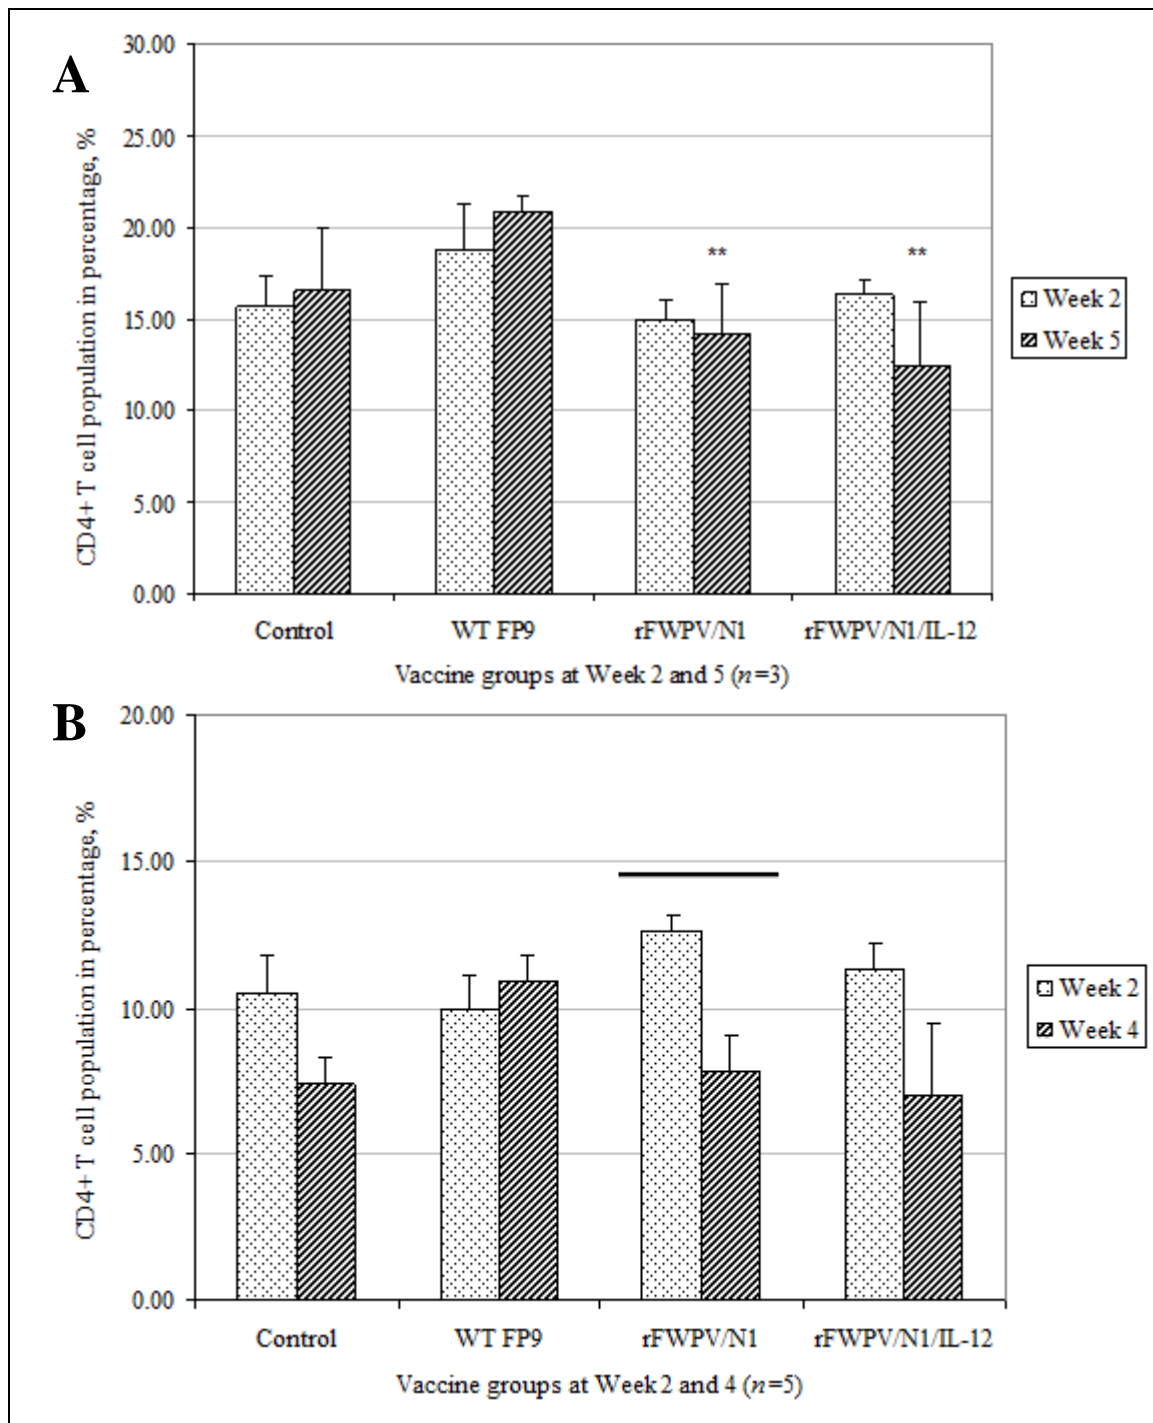 A
CD4+ T cell population in percentage, %
30.00
25.00
20.00
15.00
10.00
5.00
0.00
**
**
Week 2
Week 5
Control
WT FP9
rFWPV/N1
rFWPV/N1/IL-12
Vaccine groups at Week 2 and 5 (n=3)
B
CD4+ T cell population in percentage, %
20.00
15.00
10.00
5.00
0.00
Week 2
Week 4
Control
WT FP9
rFWPV/N1
rFWPV/N1/IL-12
Vaccine groups at Week 2 and 4 (n=5)